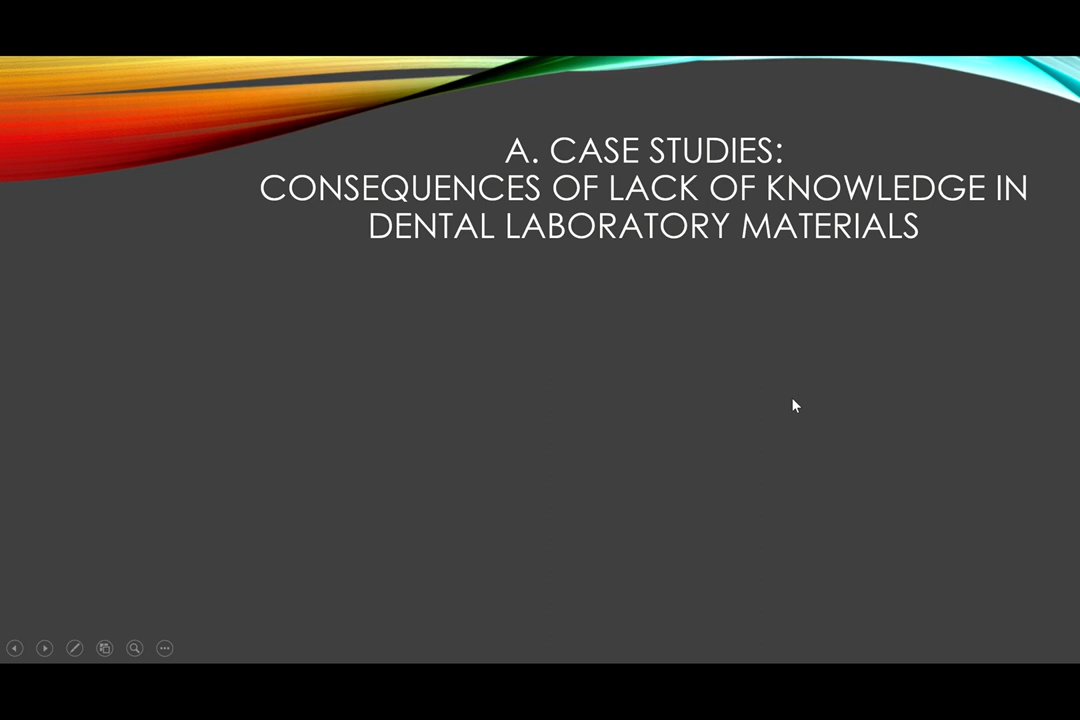 A. CASE STUDIES:
CONSEQUENCES OF LACK OF KNOWLEDGE IN
DENTAL LABORATORY MATERIALS